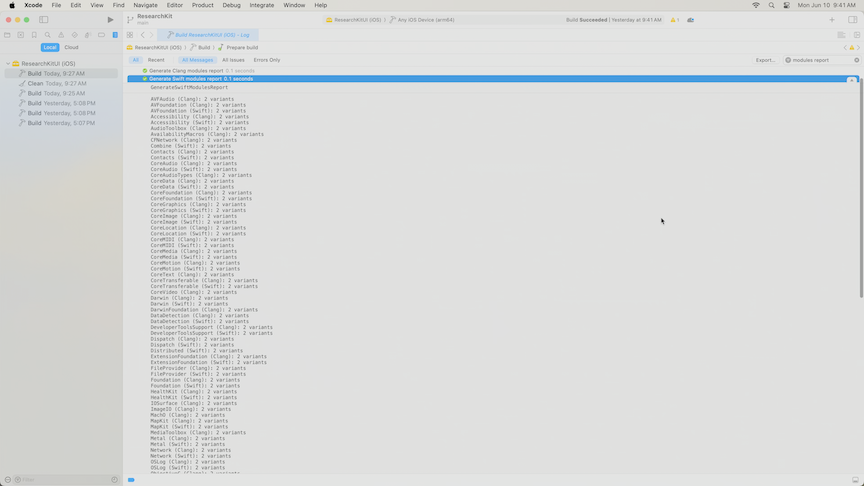 Xcode File Edit View Find Navigate Editor Product Debug Integrate Window Help
Mon Jun 10 9:41 AM
ResearchKit
main
ResearchKitUI (iOS) Any iOS Device (arm64)
Build Succeeded | Yesterday at 9:41 AM
1
Build ResearchKitUI (iOS) - Log
Local Cloud
ResearchKitUI (iOS) Build Prepare build
All Recent All Messages All Issues Errors Only
Export...
modules report
ResearchKitUI (iOS)
Build Today, 9:27 AM
Clean Today, 9:27 AM
Build Today, 9:25 AM
Build Yesterday, 5:08 PM
Build Yesterday, 5:08 PM
Build Yesterday, 5:07 PM
Generate Clang modules report 0.1 seconds
Generate Swift modules report 0.1 seconds
GenerateSwiftModulesReport
AVFAudio (Clang): 2 variants
AVFoundation (Clang): 2 variants
AVFoundation (Swift): 2 variants
Accessibility (Clang): 2 variants
Accessibility (Swift): 2 variants
AudioToolbox (Clang): 2 variants
AvailabilityMacros (Clang): 2 variants
CFNetwork (Clang): 2 variants
Combine (Swift): 2 variants
Contacts (Clang): 2 variants
Contacts (Swift): 2 variants
CoreAudio (Clang): 2 variants
CoreAudio (Swift): 2 variants
CoreAudioTypes (Clang): 2 variants
CoreData (Clang): 2 variants
CoreData (Swift): 2 variants
CoreFoundation (Clang): 2 variants
CoreFoundation (Swift): 2 variants
CoreGraphics (Clang): 2 variants
CoreGraphics (Swift): 2 variants
CoreImage (Clang): 2 variants
CoreImage (Swift): 2 variants
CoreLocation (Clang): 2 variants
CoreLocation (Swift): 2 variants
CoreMIDI (Clang): 2 variants
CoreMIDI (Swift): 2 variants
CoreMedia (Clang): 2 variants
CoreMedia (Swift): 2 variants
CoreMotion (Clang): 2 variants
CoreMotion (Swift): 2 variants
CoreText (Clang): 2 variants
CoreTransferable (Clang): 2 variants
CoreTransferable (Swift): 2 variants
CoreVideo (Clang): 2 variants
Darwin (Clang): 2 variants
Darwin (Swift): 2 variants
DarwinFoundation (Clang): 2 variants
DataDetection (Clang): 2 variants
DataDetection (Swift): 2 variants
DeveloperToolsSupport (Clang): 2 variants
DeveloperToolsSupport (Swift): 2 variants
Dispatch (Clang): 2 variants
Dispatch (Swift): 2 variants
Distributed (Swift): 2 variants
ExtensionFoundation (Clang): 2 variants
ExtensionFoundation (Swift): 2 variants
FileProvider (Clang): 2 variants
FileProvider (Swift): 2 variants
Foundation (Clang): 2 variants
Foundation (Swift): 2 variants
HealthKit (Clang): 2 variants
HealthKit (Swift): 2 variants
IOSurface (Clang): 2 variants
ImageIO (Clang): 2 variants
MachO (Clang): 2 variants
MapKit (Clang): 2 variants
MapKit (Swift): 2 variants
MediaToolbox (Clang): 2 variants
Metal (Clang): 2 variants
Metal (Swift): 2 variants
Network (Clang): 2 variants
Network (Swift): 2 variants
OSLog (Clang): 2 variants
OSLog (Swift): 2 variants
Filter